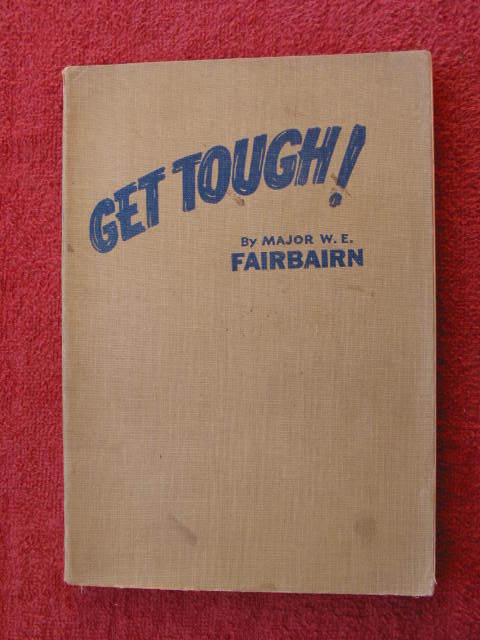 GET TOUGH!
By MAJOR W. E.
FAIRBAIRN